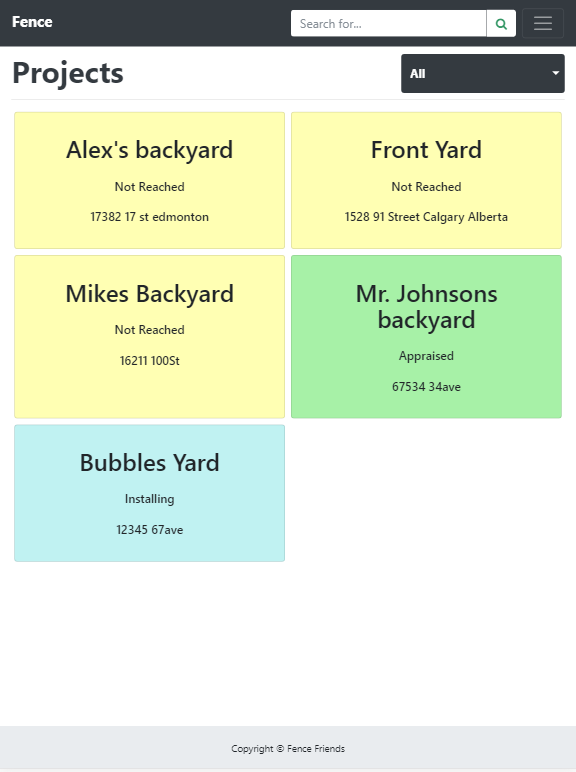 Fence
Search for...
Projects
All
Alex's backyard
Not Reached
17382 17 st edmonton
Front Yard
Not Reached
1528 91 Street Calgary Alberta
Mikes Backyard
Not Reached
16211 100St
Mr. Johnsons
backyard
Appraised
67534 34ave
Bubbles Yard
Installing
12345 67ave
Copyright © Fence Friends